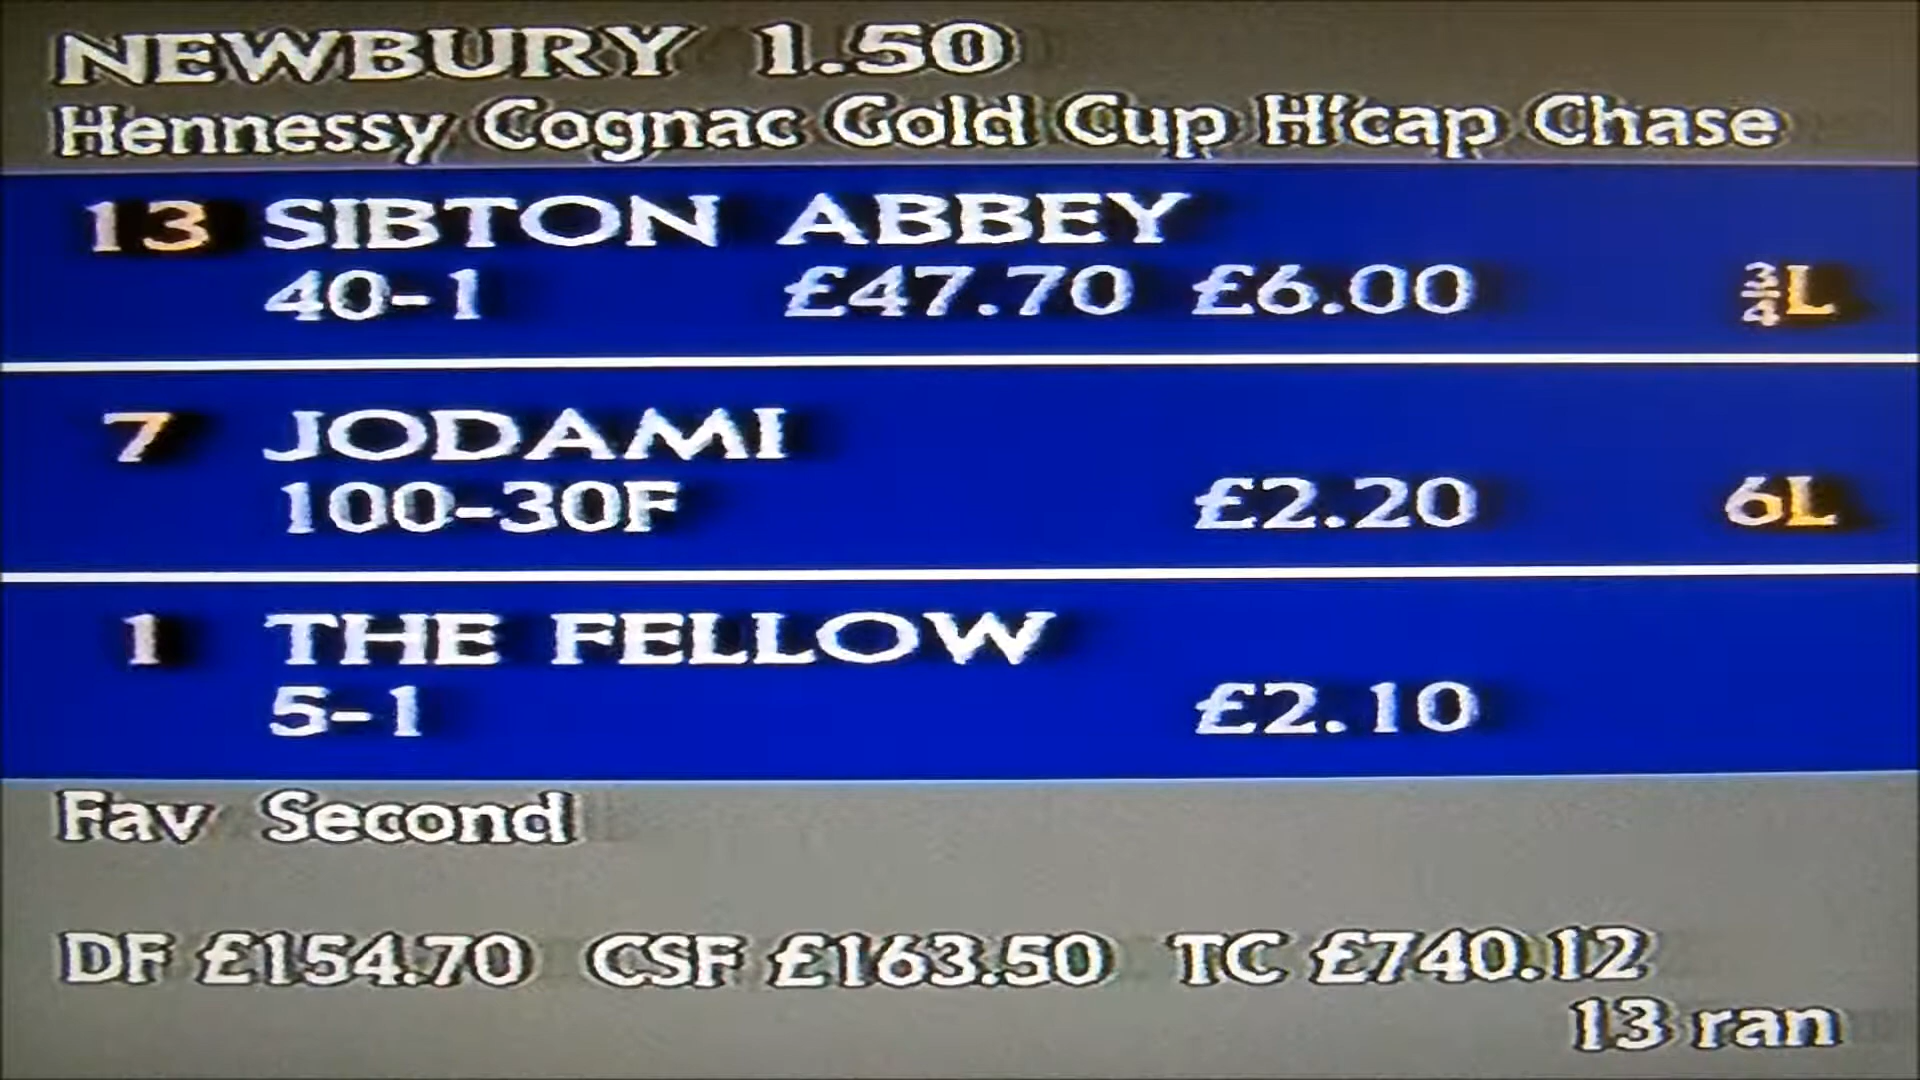 NEWBURY 1.50
Hennessy Cognac Gold Cup H'cap Chase
13 SIBTON ABBEY
40-1 £47.70 £6.00 ¾L
7 JODAMI
100-30F £2.20 6L
1 THE FELLOW
5-1 £2.10
Fav Second
DF £154.70 CSF £163.50 TC £740.12
13 ran